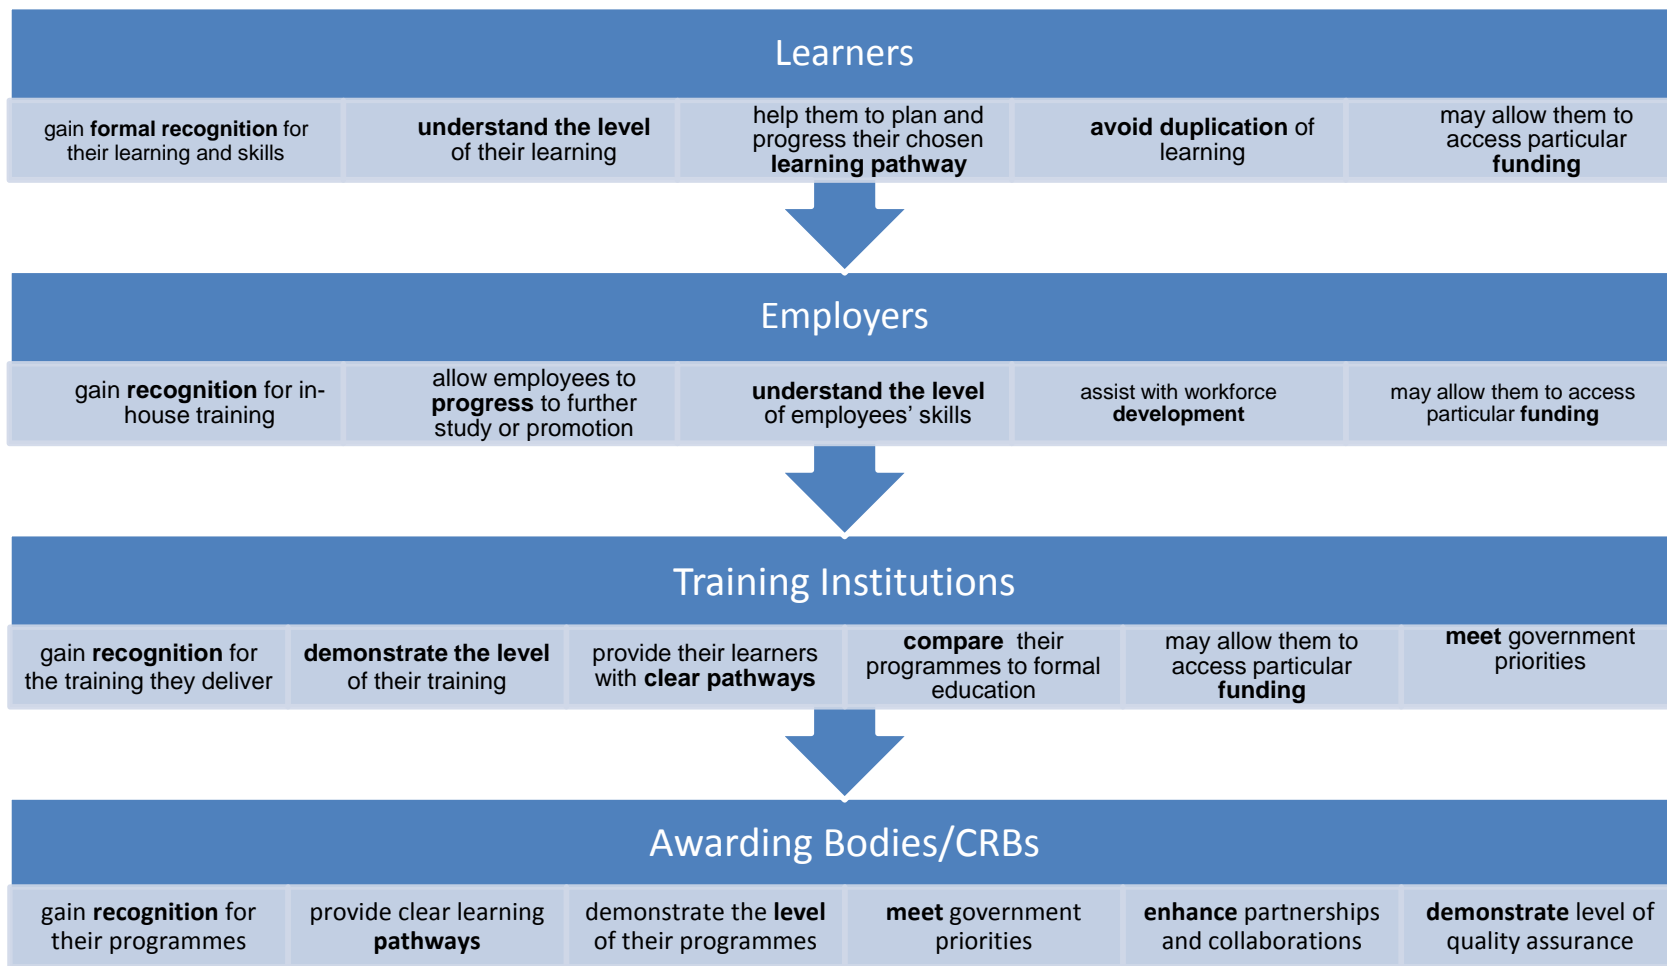 Learners
gain formal recognition for
their learning and skills
understand the level
of their learning
help them to plan and
progress their chosen
learning pathway
avoid duplication of
learning
may allow them to
access particular
funding
Employers
gain recognition for in-
house training
allow employees to
progress to further
study or promotion
understand the level
of employees’ skills
assist with workforce
development
may allow them to access
particular funding
Training Institutions
gain recognition for
the training they deliver
demonstrate the level
of their training
provide their learners
with clear pathways
compare their
programmes to formal
education
may allow them to
access particular
funding
meet government
priorities
Awarding Bodies/CRBs
gain recognition for
their programmes
provide clear learning
pathways
demonstrate the level
of their programmes
meet government
priorities
enhance partnerships
and collaborations
demonstrate level of
quality assurance